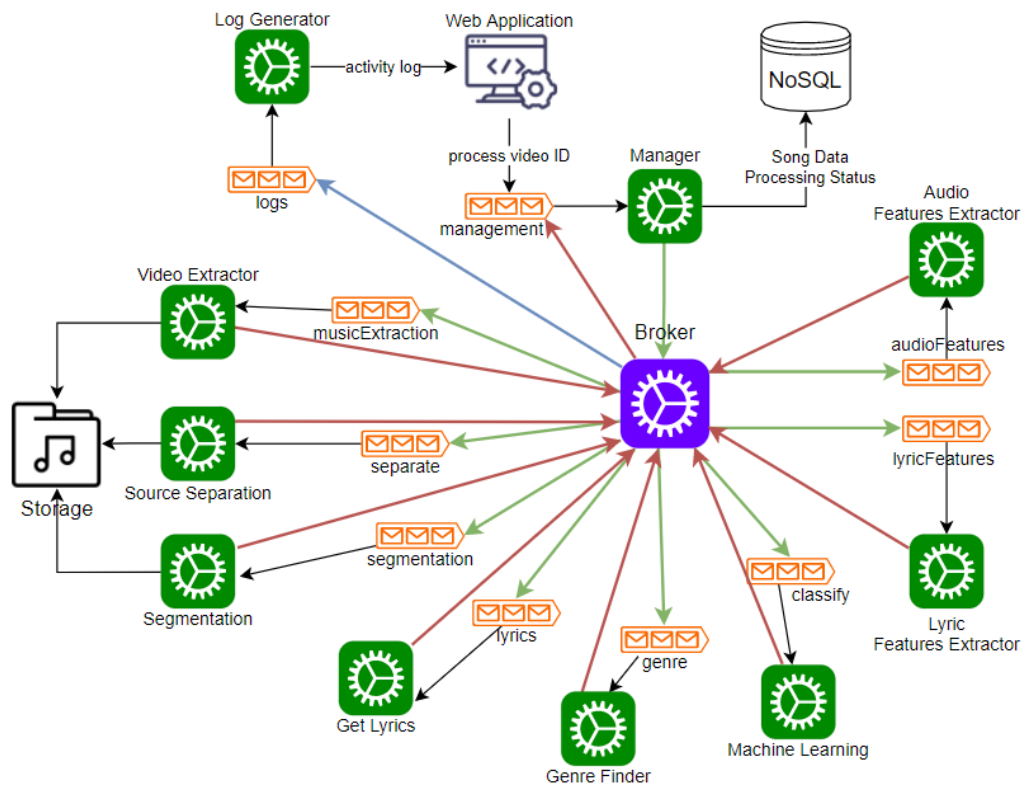 Log Generator
Web Application
activity log
NoSQL
process video ID
Manager
Song Data
Processing Status
logs
management
Audio
Features Extractor
Video Extractor
musicExtraction
Broker
audioFeatures
separate
lyricFeatures
Source Separation
Storage
segmentation
Segmentation
lyrics
classify
Lyric
Features Extractor
genre
Get Lyrics
Machine Learning
Genre Finder